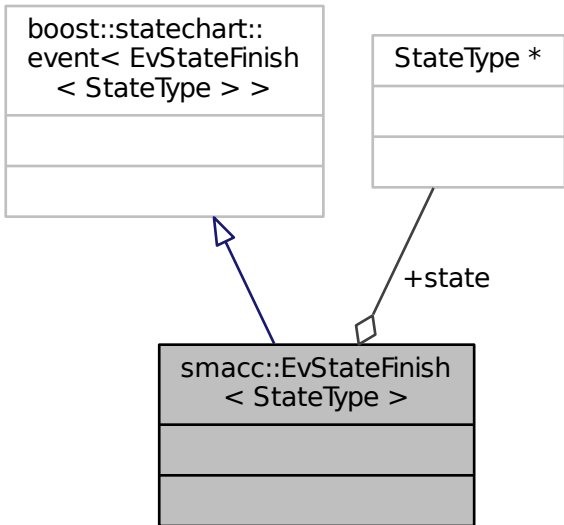 boost::statechart::
event< EvStateFinish
< StateType > >
StateType *
+state
smacc::EvStateFinish
< StateType >